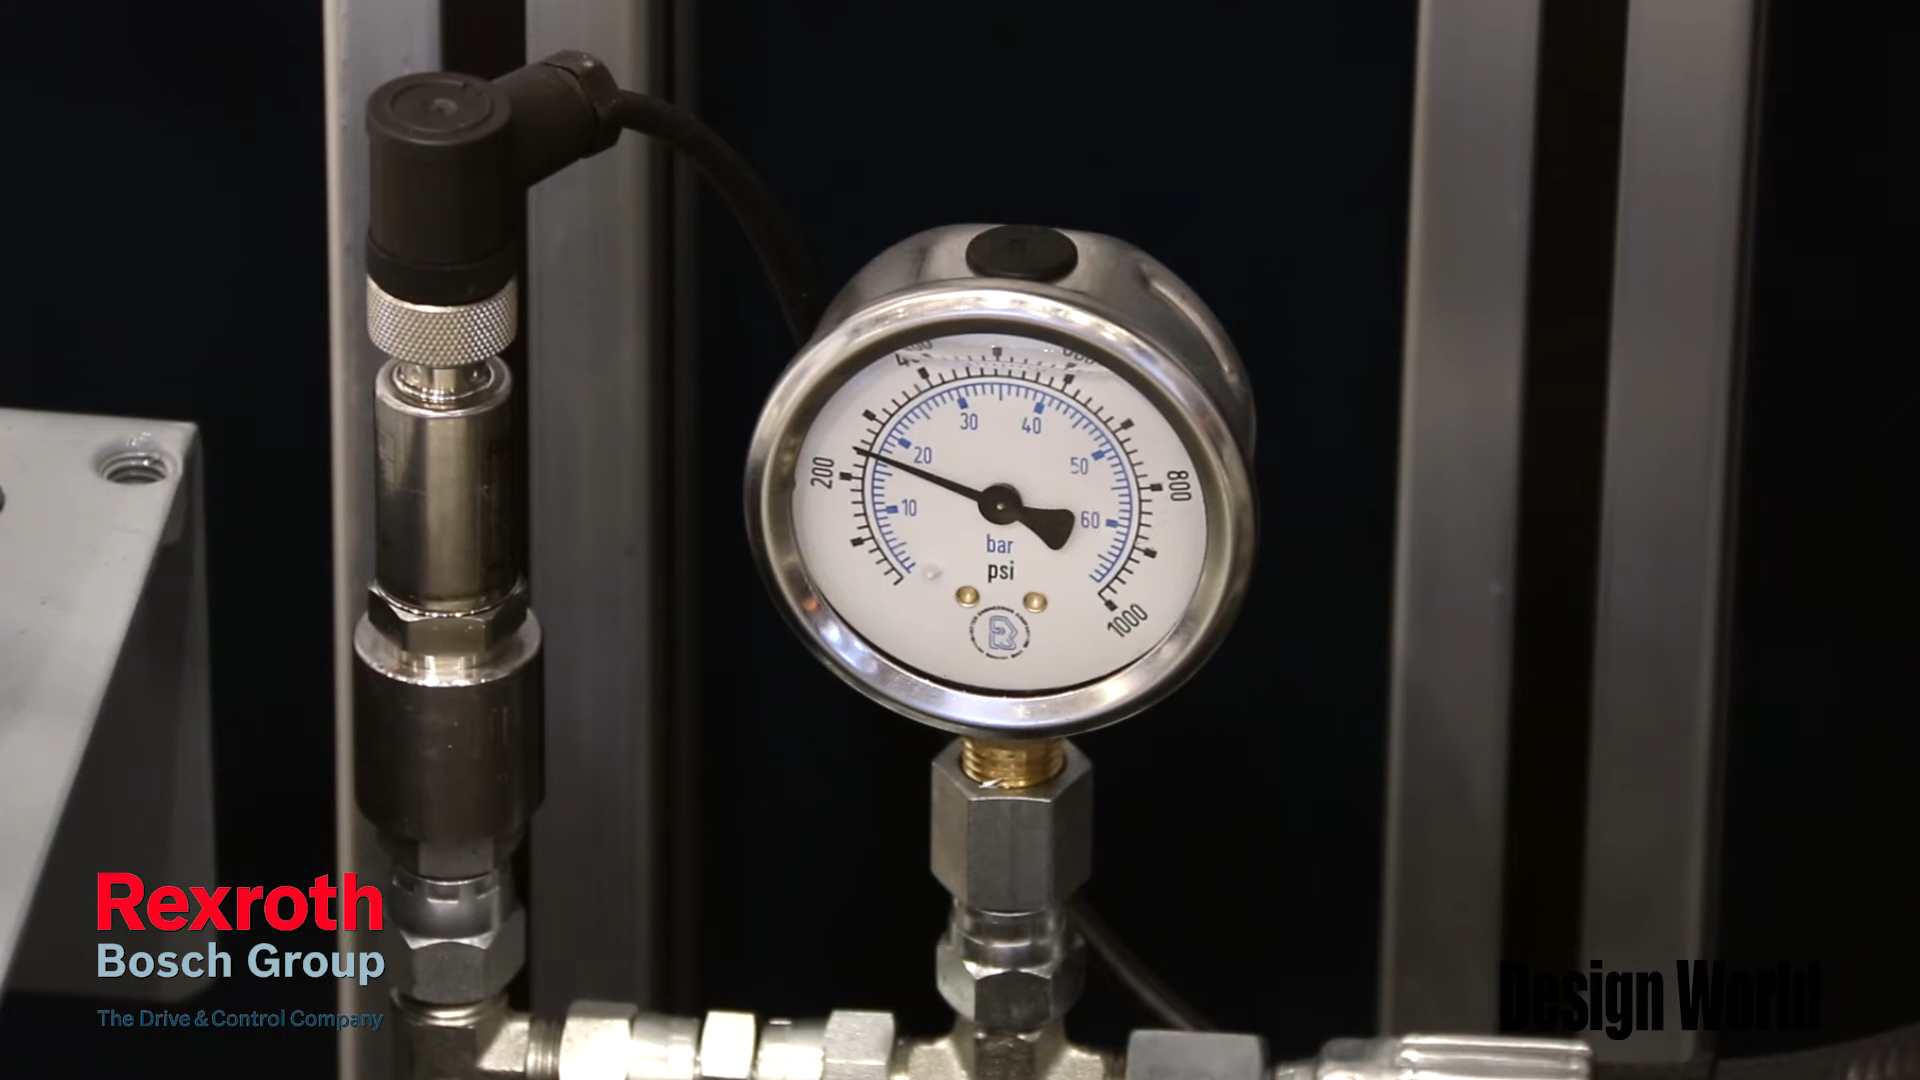 200
800
1000
10
20
30
40
50
60
bar
psi
Rexroth
Bosch Group
The Drive & Control Company
Design World